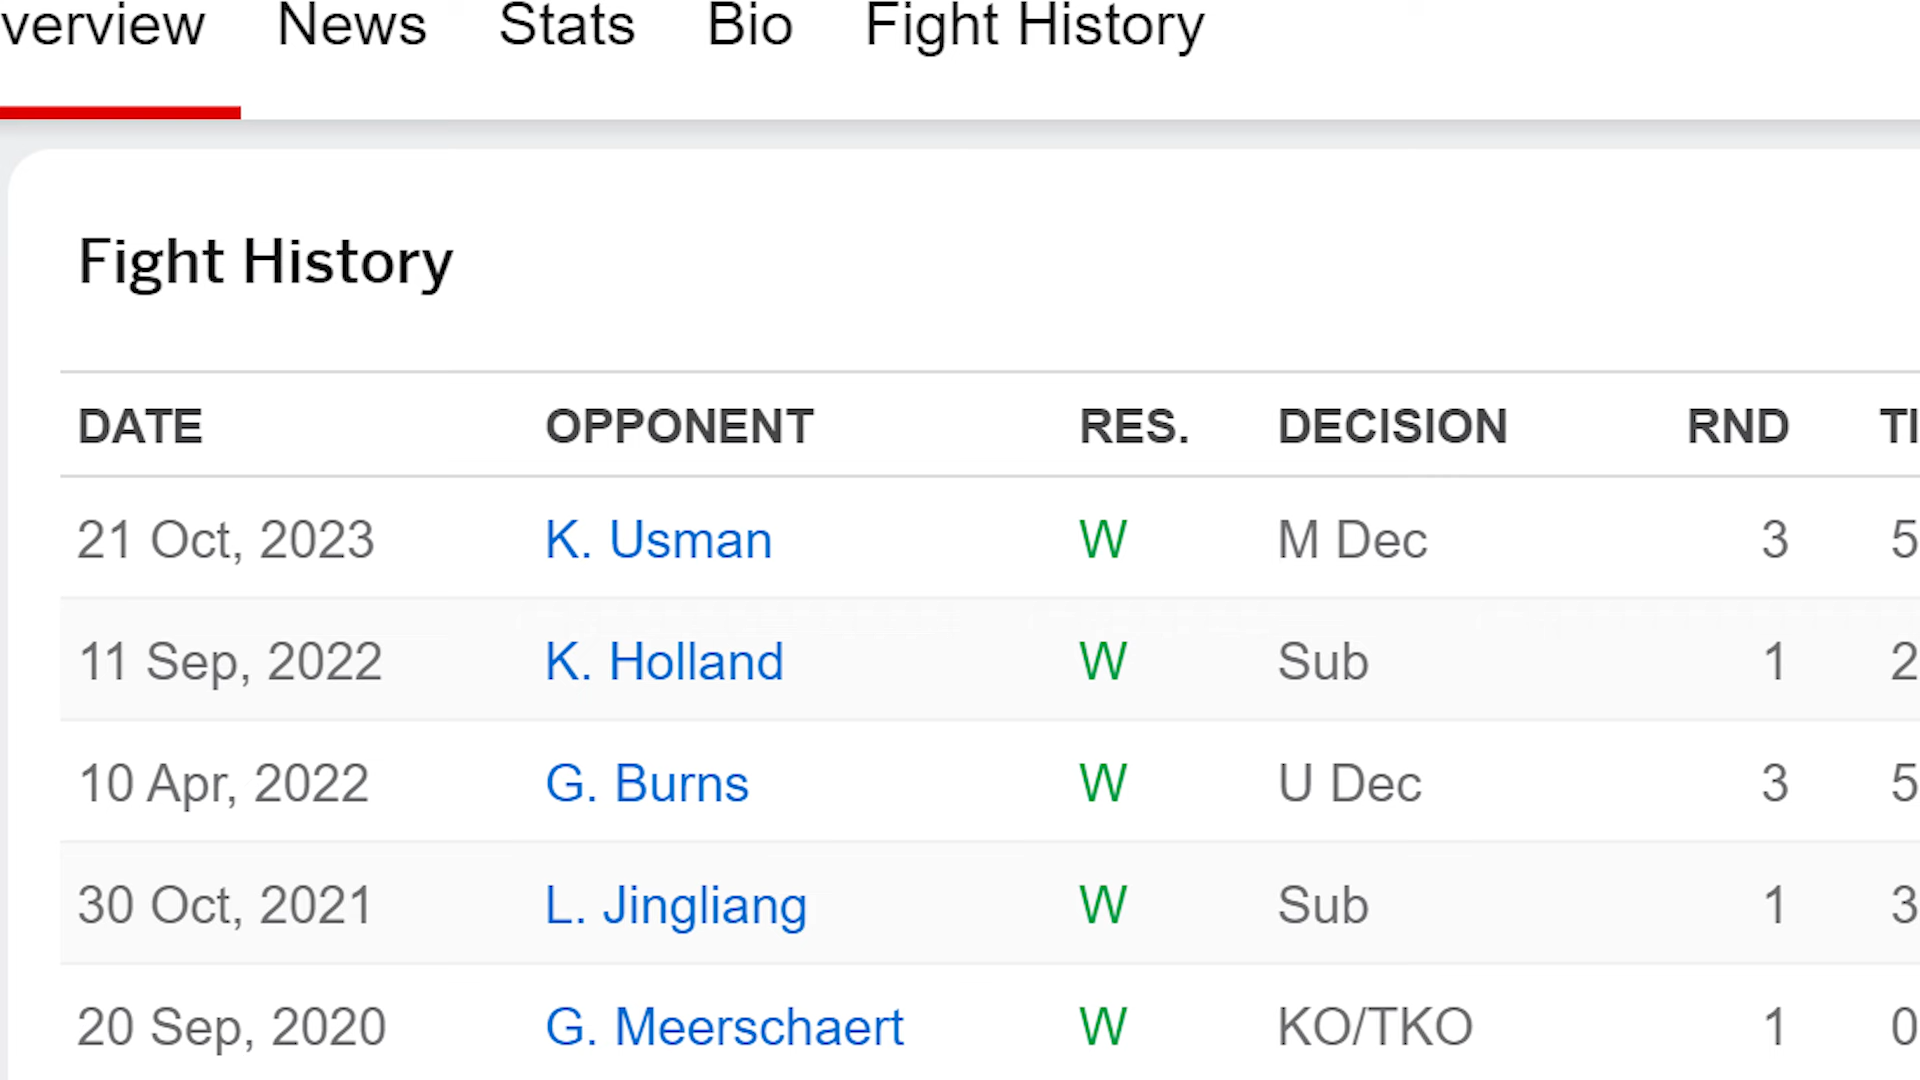 verview News Stats Bio Fight History
Fight History
DATE OPPONENT RES. DECISION RND TI
21 Oct, 2023 K. Usman W M Dec 3 5
11 Sep, 2022 K. Holland W Sub 1 2
10 Apr, 2022 G. Burns W U Dec 3 5
30 Oct, 2021 L. Jingliang W Sub 1 3
20 Sep, 2020 G. Meerschaert W KO/TKO 1 0